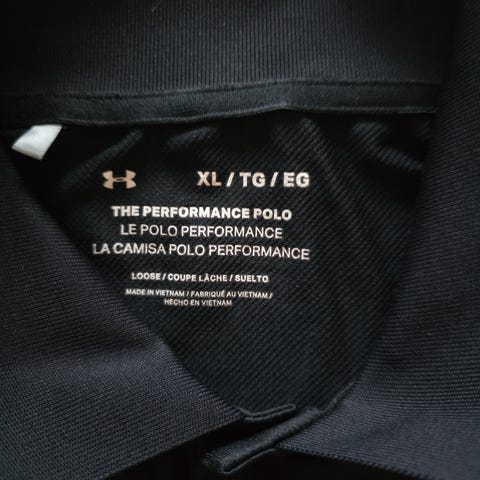 XL / TG / EG
THE PERFORMANCE POLO
LE POLO PERFORMANCE
LA CAMISA POLO PERFORMANCE
LOOSE / COUPE LÂCHE / SUELTO
MADE IN VIETNAM / FABRIQUÉ AU VIETNAM /
HECHO EN VIETNAM